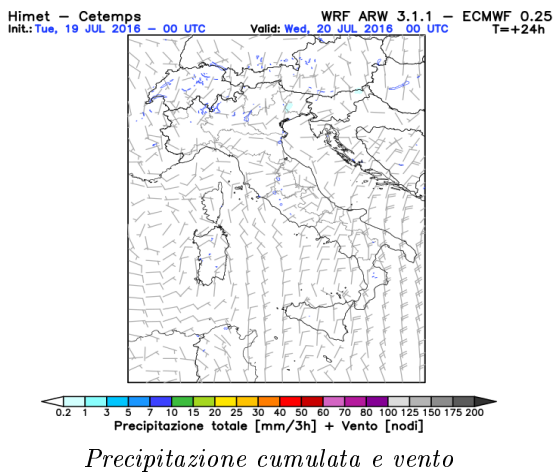 Himet – Cetemps WRF ARW 3.1.1 – ECMWF 0.25
Init.: Tue, 19 JUL 2016 – 00 UTC Valid: Wed, 20 JUL 2016 00 UTC T=+24h
0.2 1 3 5 7 10 15 20 25 30 40 50 60 70 80 100 125 150 175 200
Precipitazione totale [mm/3h] + Vento [nodi]
Precipitazione cumulata e vento